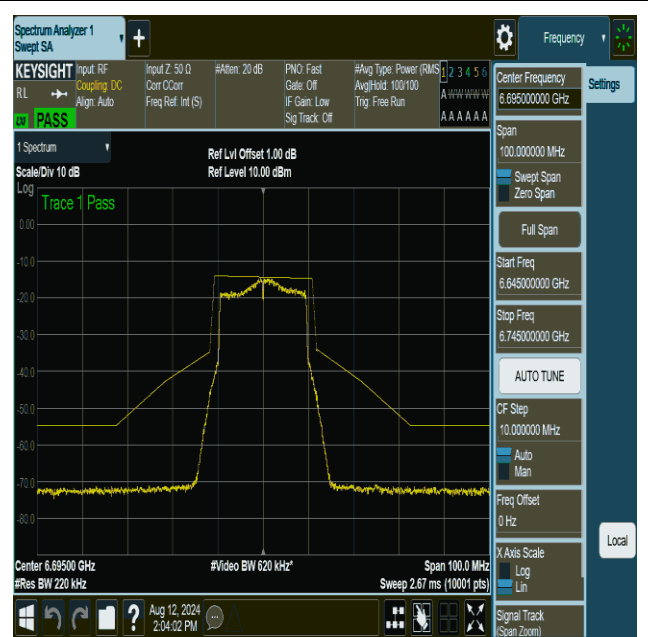 Spectrum Analyzer 1
Swept SA
Frequency
KEYSIGHT
RL
PASS
Input: RF
Coupling: DC
Align: Auto
Input Z: 50 Ω
Corr CCorr
Freq Ref: Int (S)
#Atten: 20 dB
PNO: Fast
Gate: Off
IF Gain: Low
Sig Track: Off
#Avg Type: Power (RMS
Avg|Hold: 100/100
Trig: Free Run
1 2 3 4 5 6
A W W W W W
A A A A A A
Center Frequency
6.695000000 GHz
Settings
Span
100.000000 MHz
Swept Span
Zero Span
Full Span
Start Freq
6.645000000 GHz
Stop Freq
6.745000000 GHz
AUTO TUNE
CF Step
10.000000 MHz
Auto
Man
Freq Offset
0 Hz
X Axis Scale
Log
Lin
Signal Track
(Span Zoom)
Local
1 Spectrum
Scale/Div 10 dB
Ref Lvl Offset 1.00 dB
Ref Level 10.00 dBm
Log
Trace 1 Pass
0.00
-10.0
-20.0
-30.0
-40.0
-50.0
-60.0
-70.0
-80.0
Center 6.69500 GHz
#Res BW 220 kHz
#Video BW 620 kHz*
Span 100.0 MHz
Sweep 2.67 ms (10001 pts)
Aug 12, 2024
2:04:02 PM